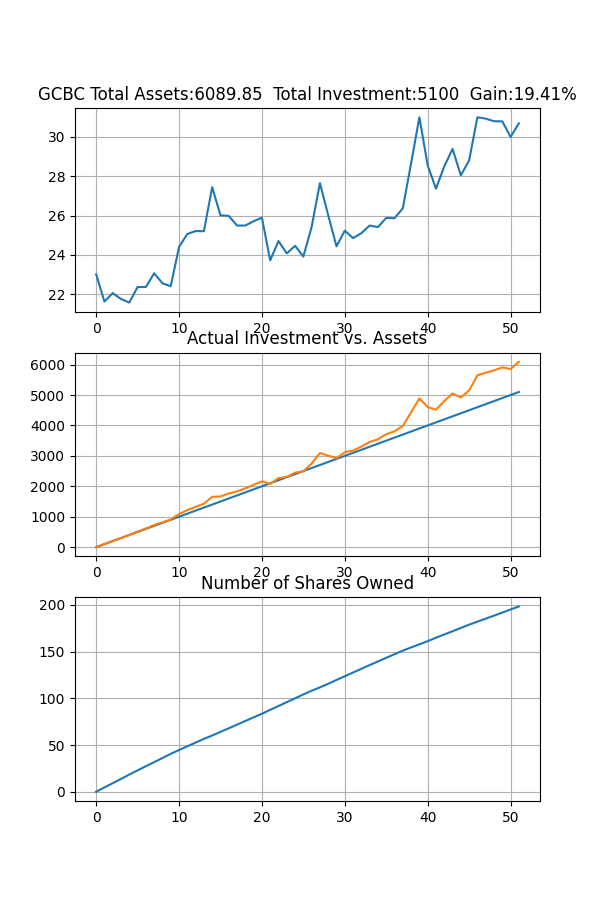 GCBC Total Assets:6089.85  Total Investment:5100  Gain:19.41%
30
28
26
24
22
0 10 20 30 40 50
Actual Investment vs. Assets
6000
5000
4000
3000
2000
1000
0
0 10 20 30 40 50
Number of Shares Owned
200
150
100
50
0
0 10 20 30 40 50